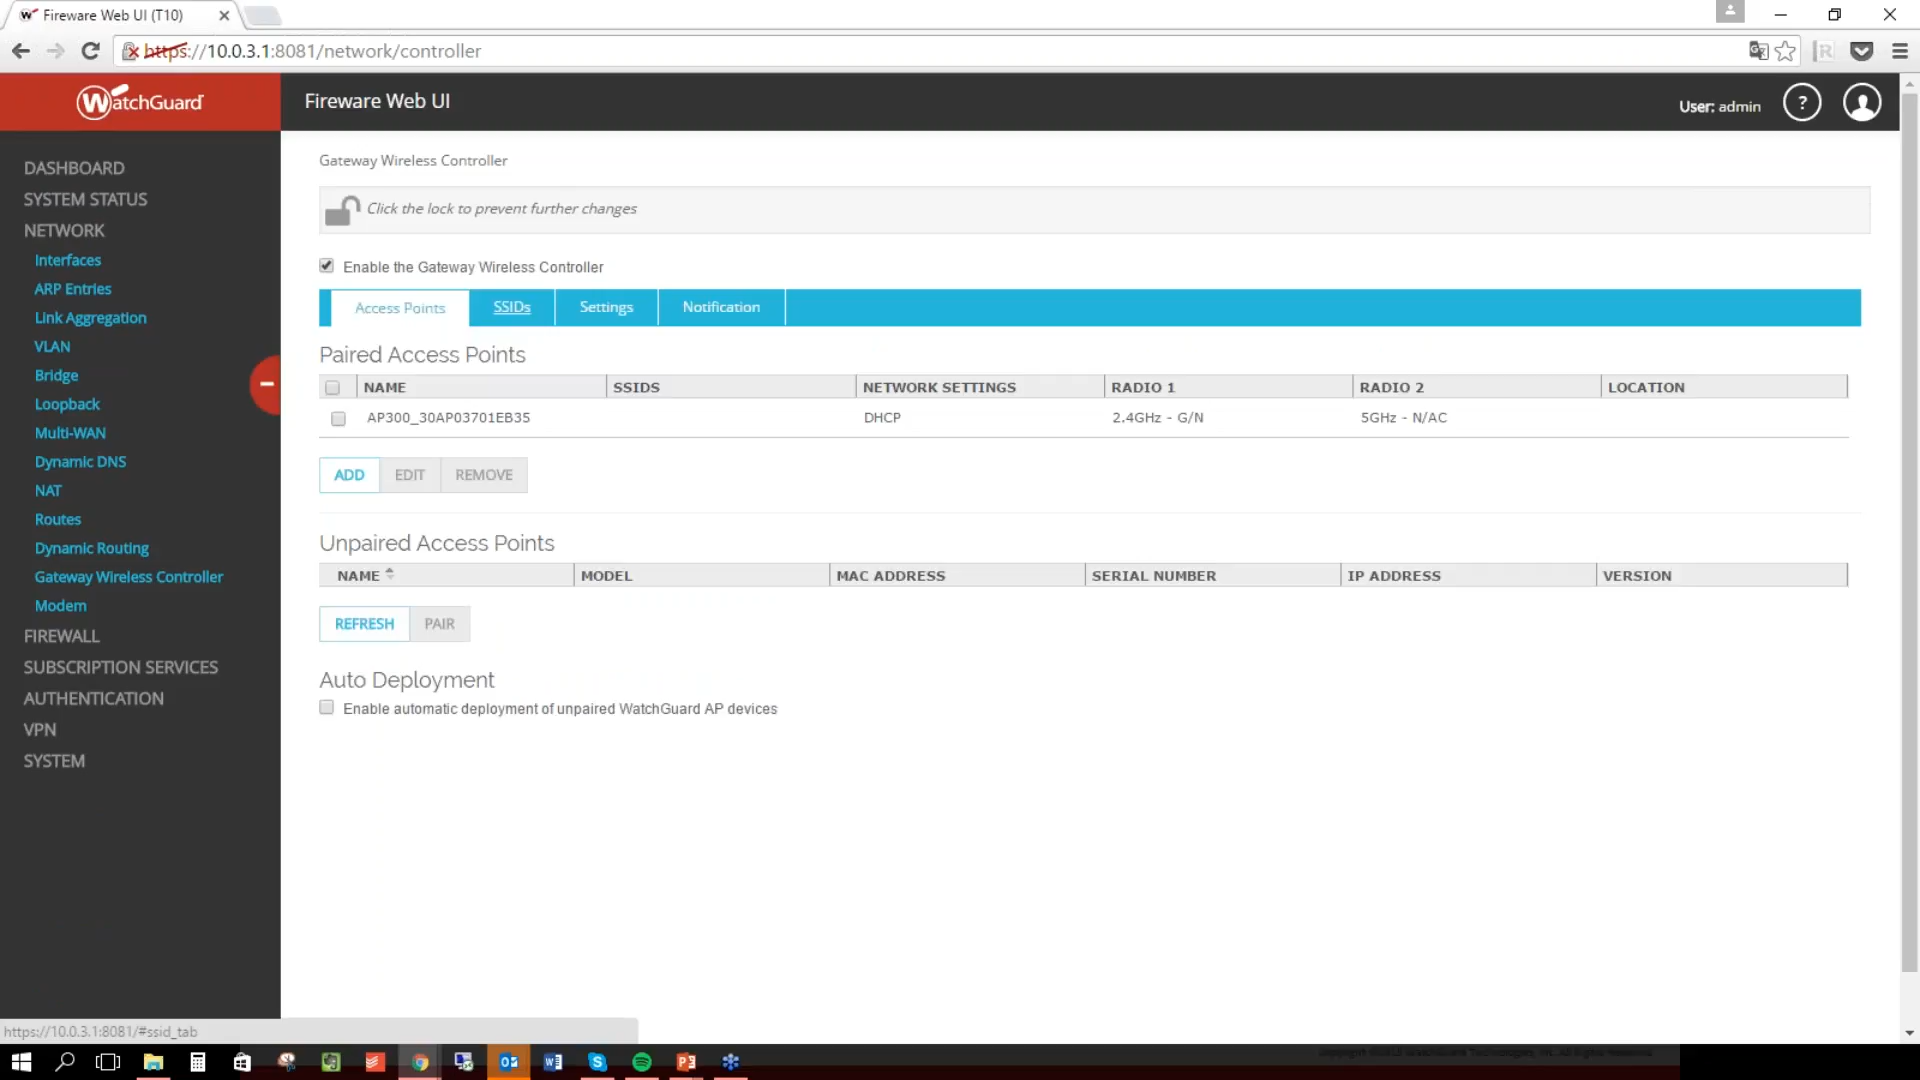 Fireware Web UI (T10)
https://10.0.3.1:8081/network/controller
WatchGuard
Fireware Web UI
User: admin
?
DASHBOARD
SYSTEM STATUS
NETWORK
Interfaces
ARP Entries
Link Aggregation
VLAN
Bridge
Loopback
Multi-WAN
Dynamic DNS
NAT
Routes
Dynamic Routing
Gateway Wireless Controller
Modem
FIREWALL
SUBSCRIPTION SERVICES
AUTHENTICATION
VPN
SYSTEM
Gateway Wireless Controller
Click the lock to prevent further changes
Enable the Gateway Wireless Controller
Access Points SSIDs Settings Notification
Paired Access Points
NAME SSIDS NETWORK SETTINGS RADIO 1 RADIO 2 LOCATION
AP300_30AP03701EB35 DHCP 2.4GHz - G/N 5GHz - N/AC
ADD EDIT REMOVE
Unpaired Access Points
NAME MODEL MAC ADDRESS SERIAL NUMBER IP ADDRESS VERSION
REFRESH PAIR
Auto Deployment
Enable automatic deployment of unpaired WatchGuard AP devices
https://10.0.3.1:8081/#ssid_tab